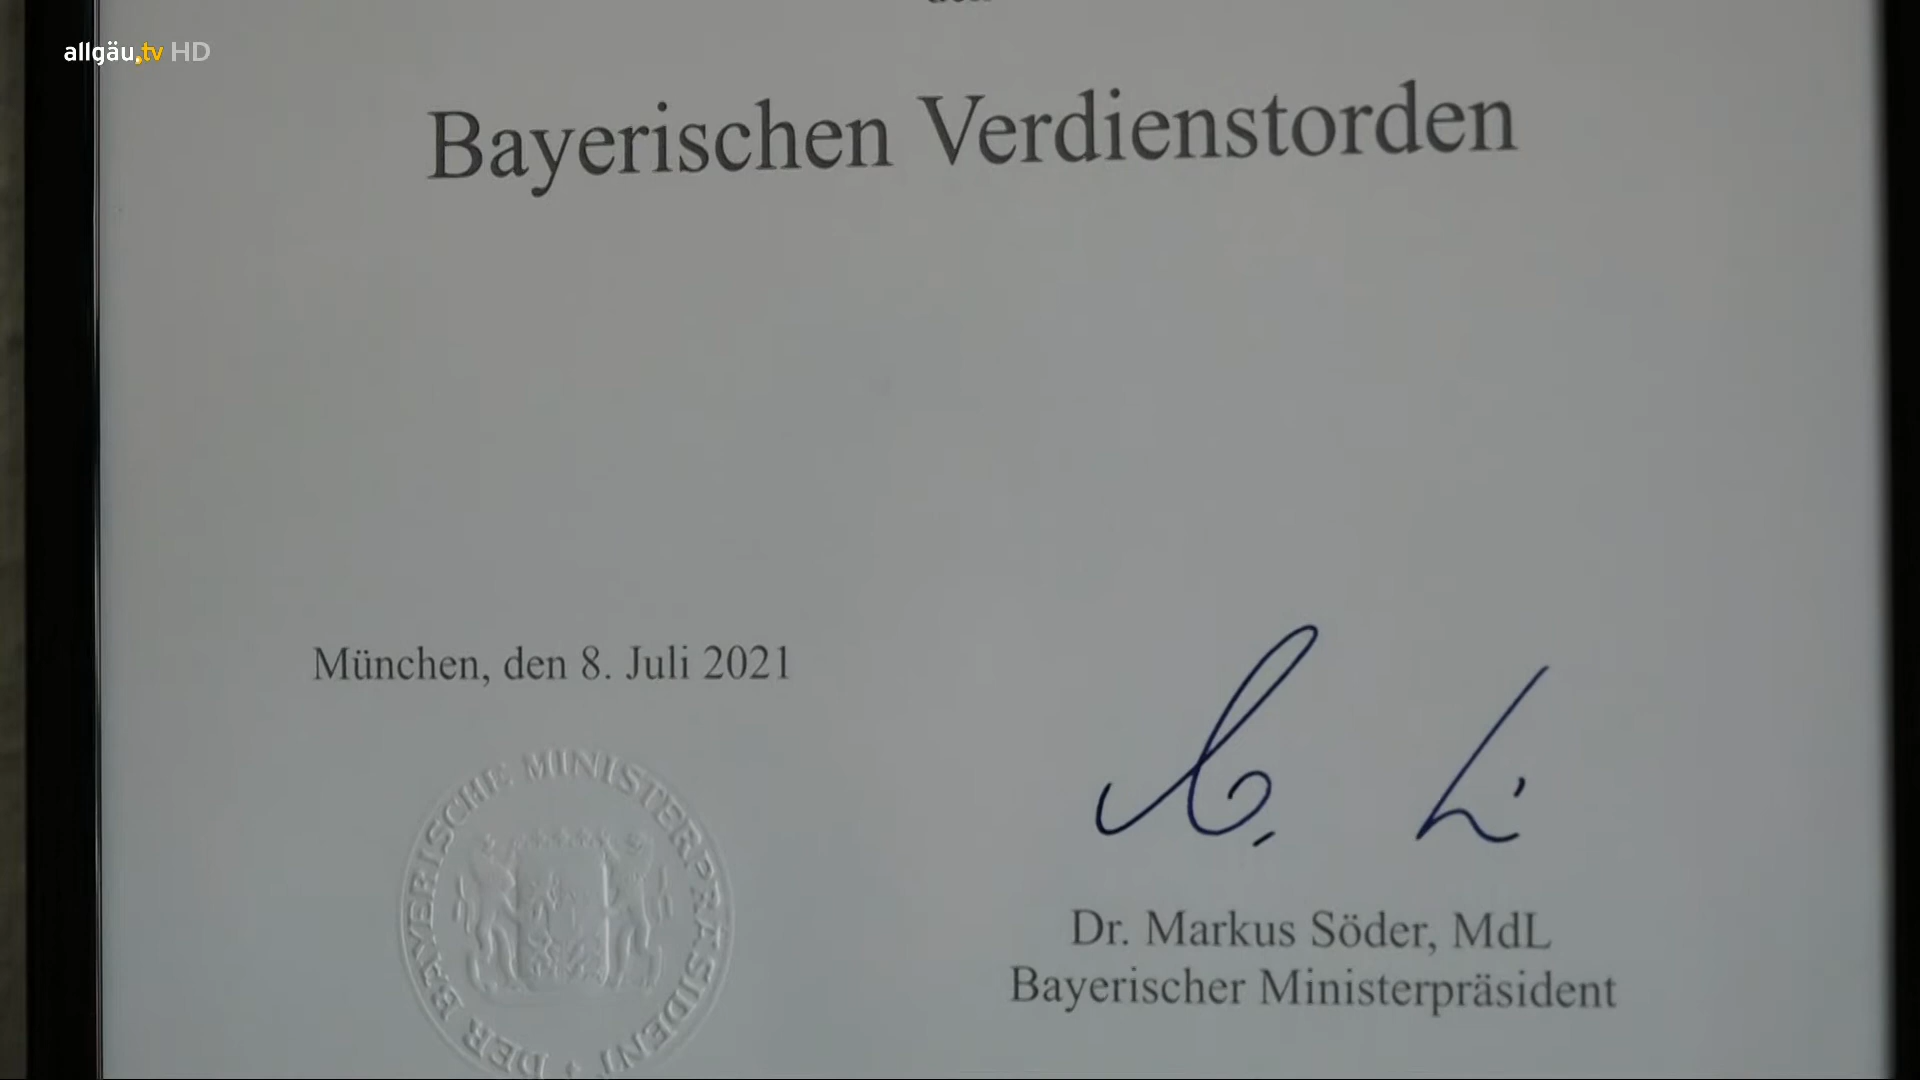 allgäu.tv HD
Bayerischen Verdienstorden
München, den 8. Juli 2021
DER BAYERISCHE MINISTERPRÄSIDENT
Dr. Markus Söder, MdL
Bayerischer Ministerpräsident